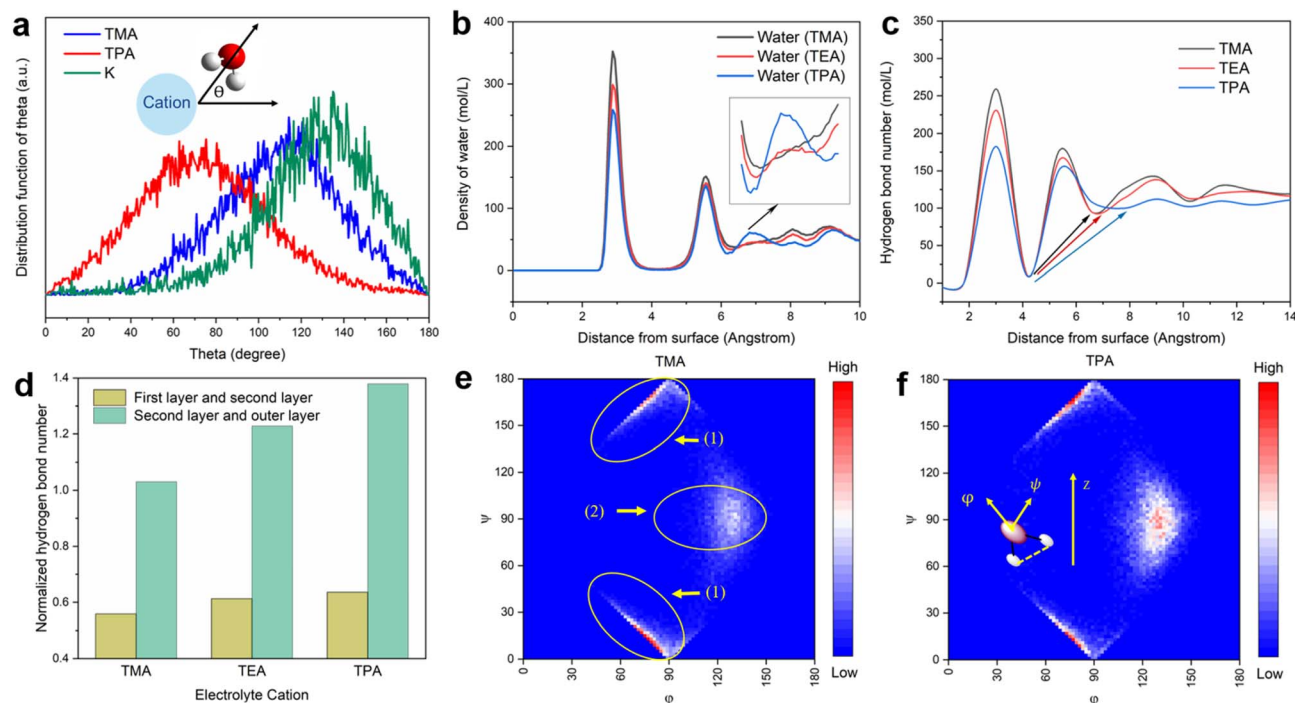 a
TMA
TPA
K
Cation
θ
Distribution function of theta (a.u.)
0 20 40 60 80 100 120 140 160 180
Theta (degree)
b
Water (TMA)
Water (TEA)
Water (TPA)
Density of water (mol/L)
400
300
250
200
150
100
50
0
0 2 4 6 8 10
Distance from surface (Angstrom)
c
TMA
TEA
TPA
Hydrogen bond number (mol/L)
350
300
250
200
150
100
50
0
2 4 6 8 10 12 14
Distance from surface (Angstrom)
d
First layer and second layer
Second layer and outer layer
Normalized hydrogen bond number
1.4
1.2
1.0
0.8
0.6
0.4
TMA TEA TPA
Electrolyte Cation
e
TMA
High
Low
(1)
(2)
(1)
ψ
180
150
120
90
60
30
0
0 30 60 90 120 150 180
φ
f
TPA
High
Low
φ
ψ
z
180
150
120
90
60
30
0
0 30 60 90 120 150 180
φ